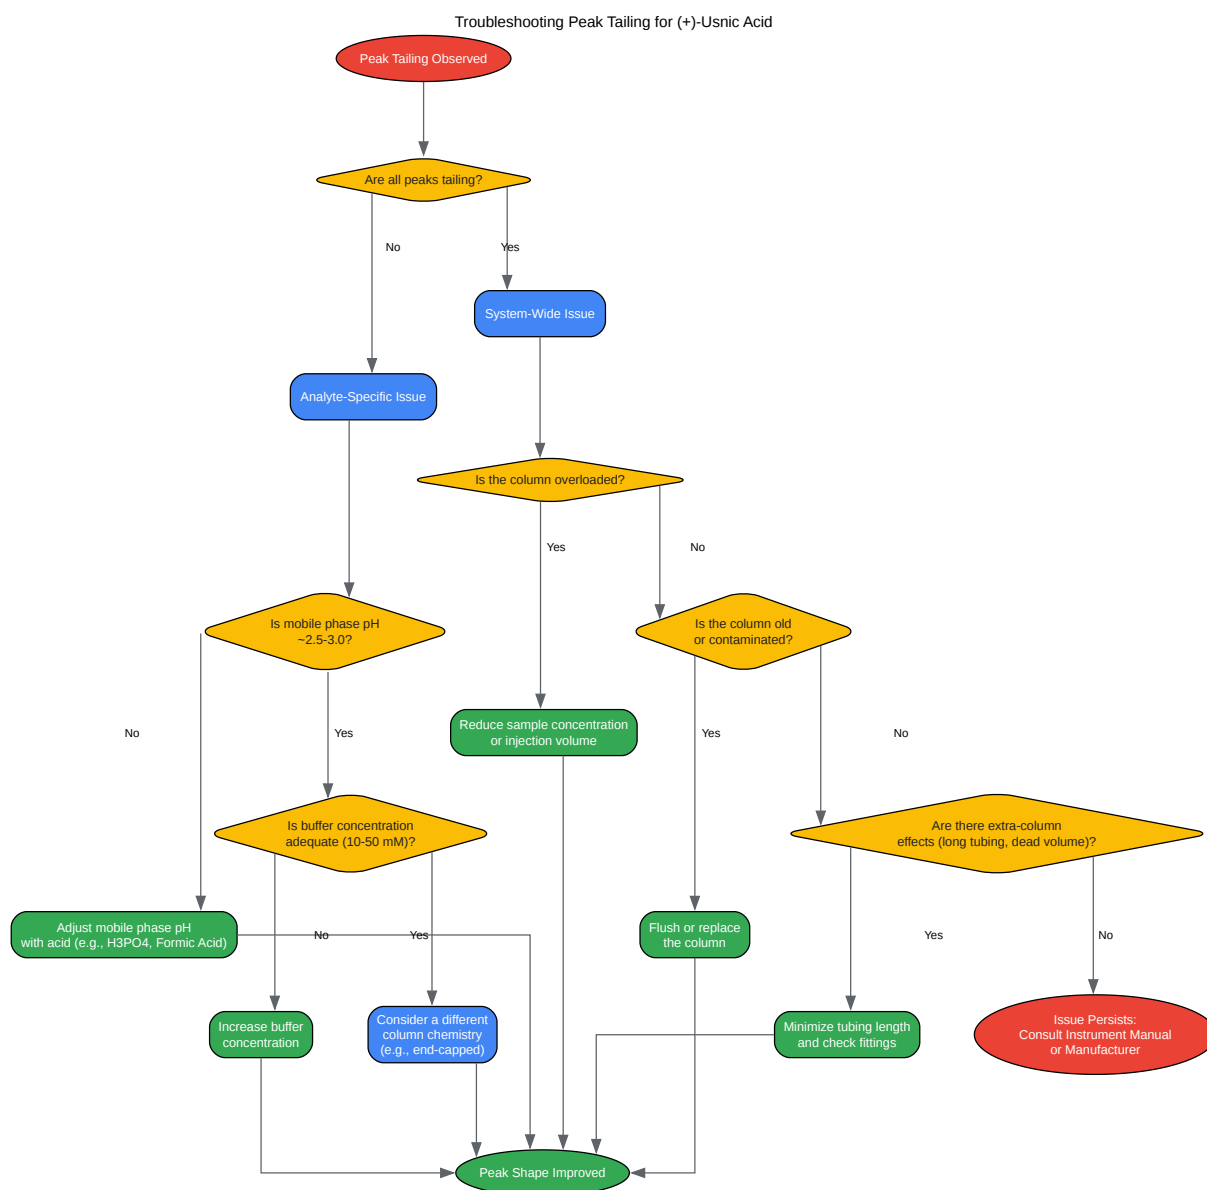 Troubleshooting Peak Tailing for (+)-Usnic Acid
Peak Tailing Observed
Are all peaks tailing?
No
Yes
System-Wide Issue
Analyte-Specific Issue
Is the column overloaded?
Yes
No
Is mobile phase pH
~2.5-3.0?
Is the column old
or contaminated?
No
Yes
Reduce sample concentration
or injection volume
Yes
No
Is buffer concentration
adequate (10-50 mM)?
Are there extra-column
effects (long tubing, dead volume)?
Adjust mobile phase pH
with acid (e.g., H3PO4, Formic Acid)
No
Yes
Flush or replace
the column
Yes
No
Increase buffer
concentration
Consider a different
column chemistry
(e.g., end-capped)
Minimize tubing length
and check fittings
Issue Persists:
Consult Instrument Manual
or Manufacturer
Peak Shape Improved